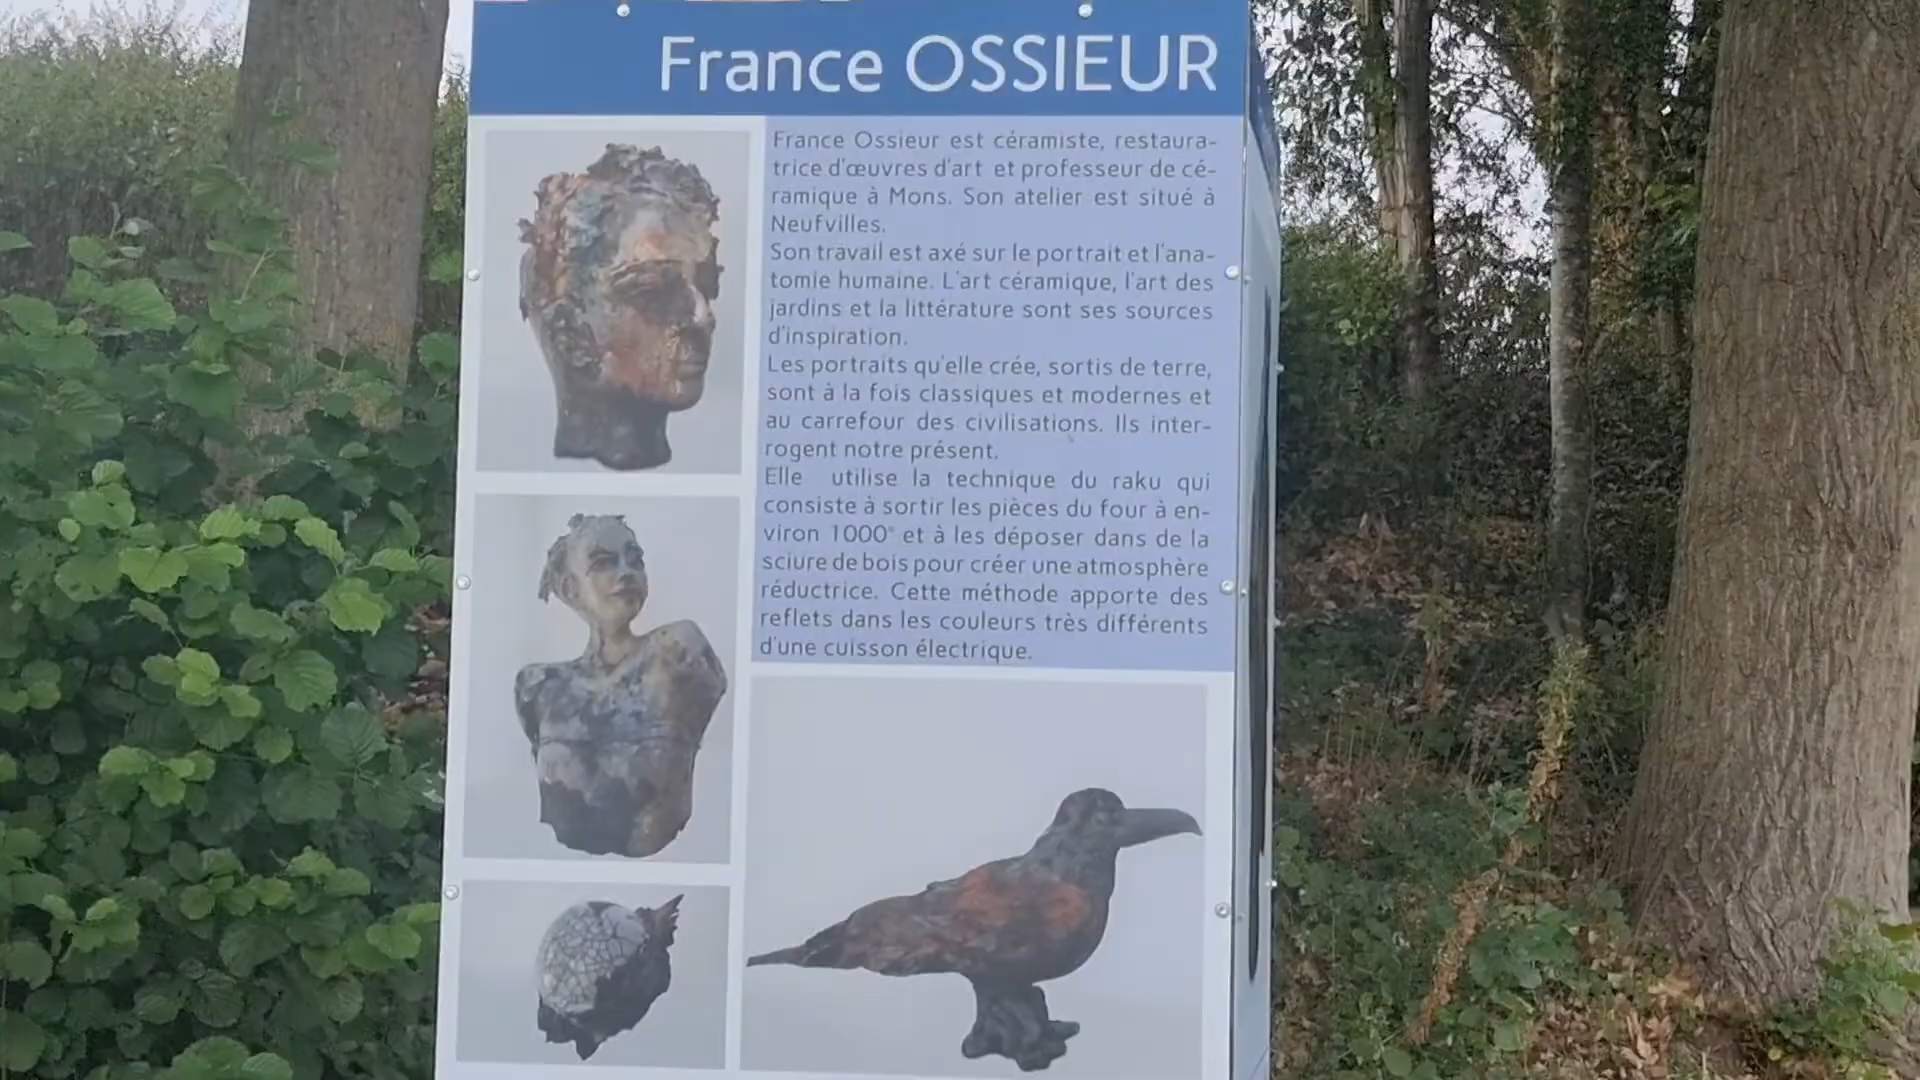 France OSSIEUR
France Ossieur est céramiste, restaura-
trice d'œuvres d'art et professeur de cé-
ramique à Mons. Son atelier est situé à
Neufvilles.
Son travail est axé sur le portrait et l'ana-
tomie humaine. L'art céramique, l'art des
jardins et la littérature sont ses sources
d'inspiration.
Les portraits qu'elle crée, sortis de terre,
sont à la fois classiques et modernes et
au carrefour des civilisations. Ils inter-
rogent notre présent.
Elle utilise la technique du raku qui
consiste à sortir les pièces du four à en-
viron 1000° et à les déposer dans de la
sciure de bois pour créer une atmosphère
réductrice. Cette méthode apporte des
reflets dans les couleurs très différents
d'une cuisson électrique.